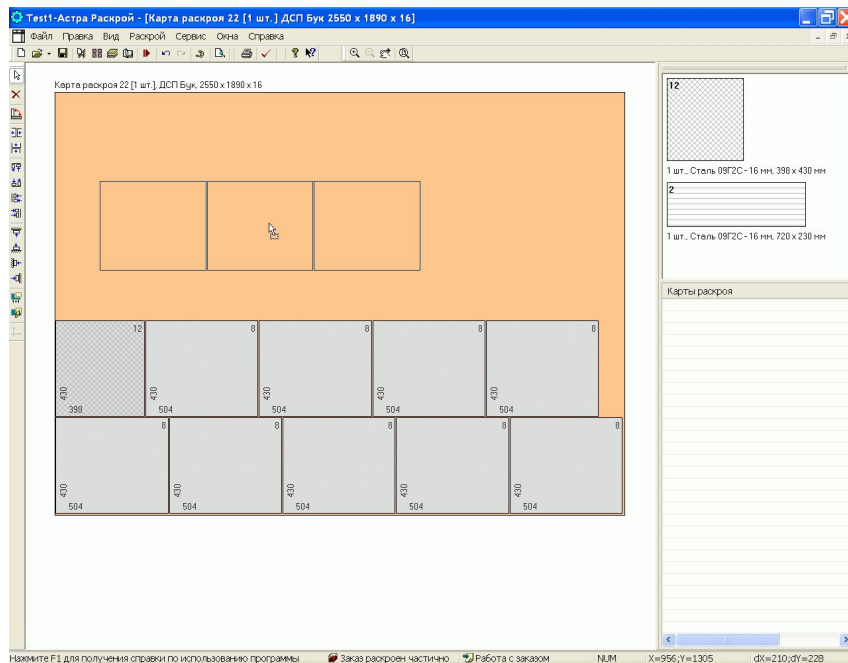 Test1-Астра Раскрой - [Карта раскроя 22 [1 шт.] ДСП Бук 2550 x 1890 x 16]
Файл Правка Вид Раскрой Сервис Окна Справка
Карта раскроя 22 [1 шт.], ДСП Бук, 2550 x 1890 x 16
12
1 шт., Сталь 09Г2С - 16 мм, 398 x 430 мм
2
1 шт., Сталь 09Г2С - 16 мм, 720 x 230 мм
Карты раскроя
12 8 8 8 8
430 430 430 430 430
398 504 504 504 504
8 8 8 8 8
430 430 430 430 430
504 504 504 504 504
Нажмите F1 для получения справки по использованию программы Заказ раскроен частично Работа с заказом NUM X=956;Y=1305 dX=210;dY=228